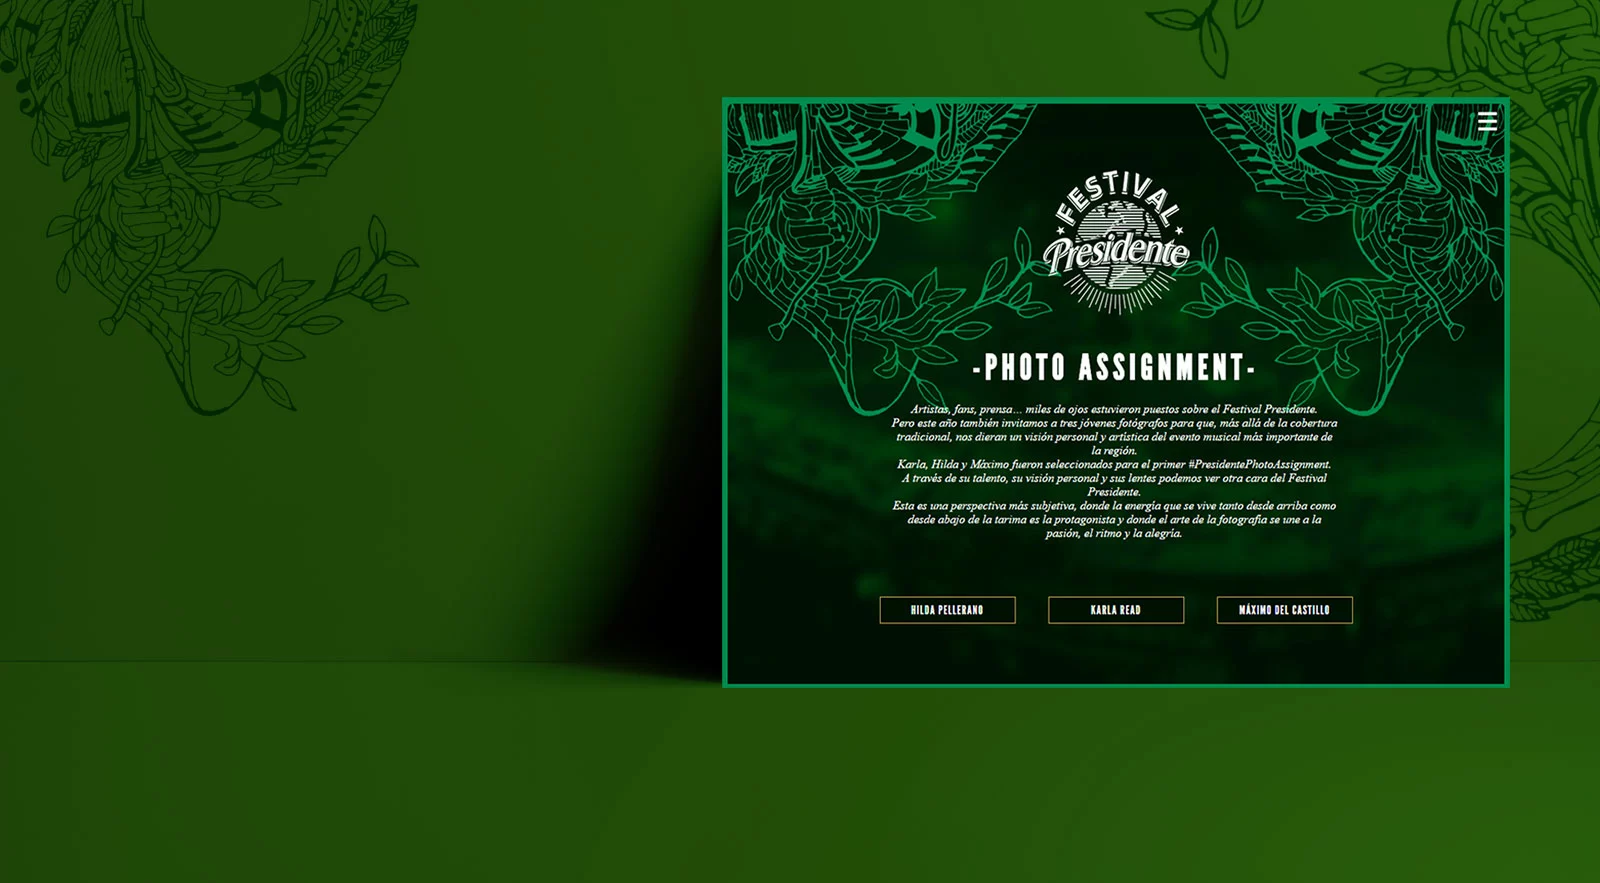 FESTIVAL
Presidente
-PHOTO ASSIGNMENT-
Artistas, fans, prensa... miles de ojos estuvieron puestos sobre el Festival Presidente.
Pero este año también invitamos a tres jóvenes fotógrafos para que, más allá de la cobertura
tradicional, nos dieran un visión personal y artística del evento musical más importante de
la región.
Karla, Hilda y Máximo fueron seleccionados para el primer #PresidentePhotoAssignment.
A través de su talento, su visión personal y sus lentes podemos ver otra cara del Festival
Presidente.
Esta es una perspectiva más subjetiva, donde la energía que se vive tanto desde arriba como
desde abajo de la tarima es la protagonista y donde el arte de la fotografía se une a la
pasión, el ritmo y la alegría.
HILDA PELLERANO
KARLA READ
MÁXIMO DEL CASTILLO